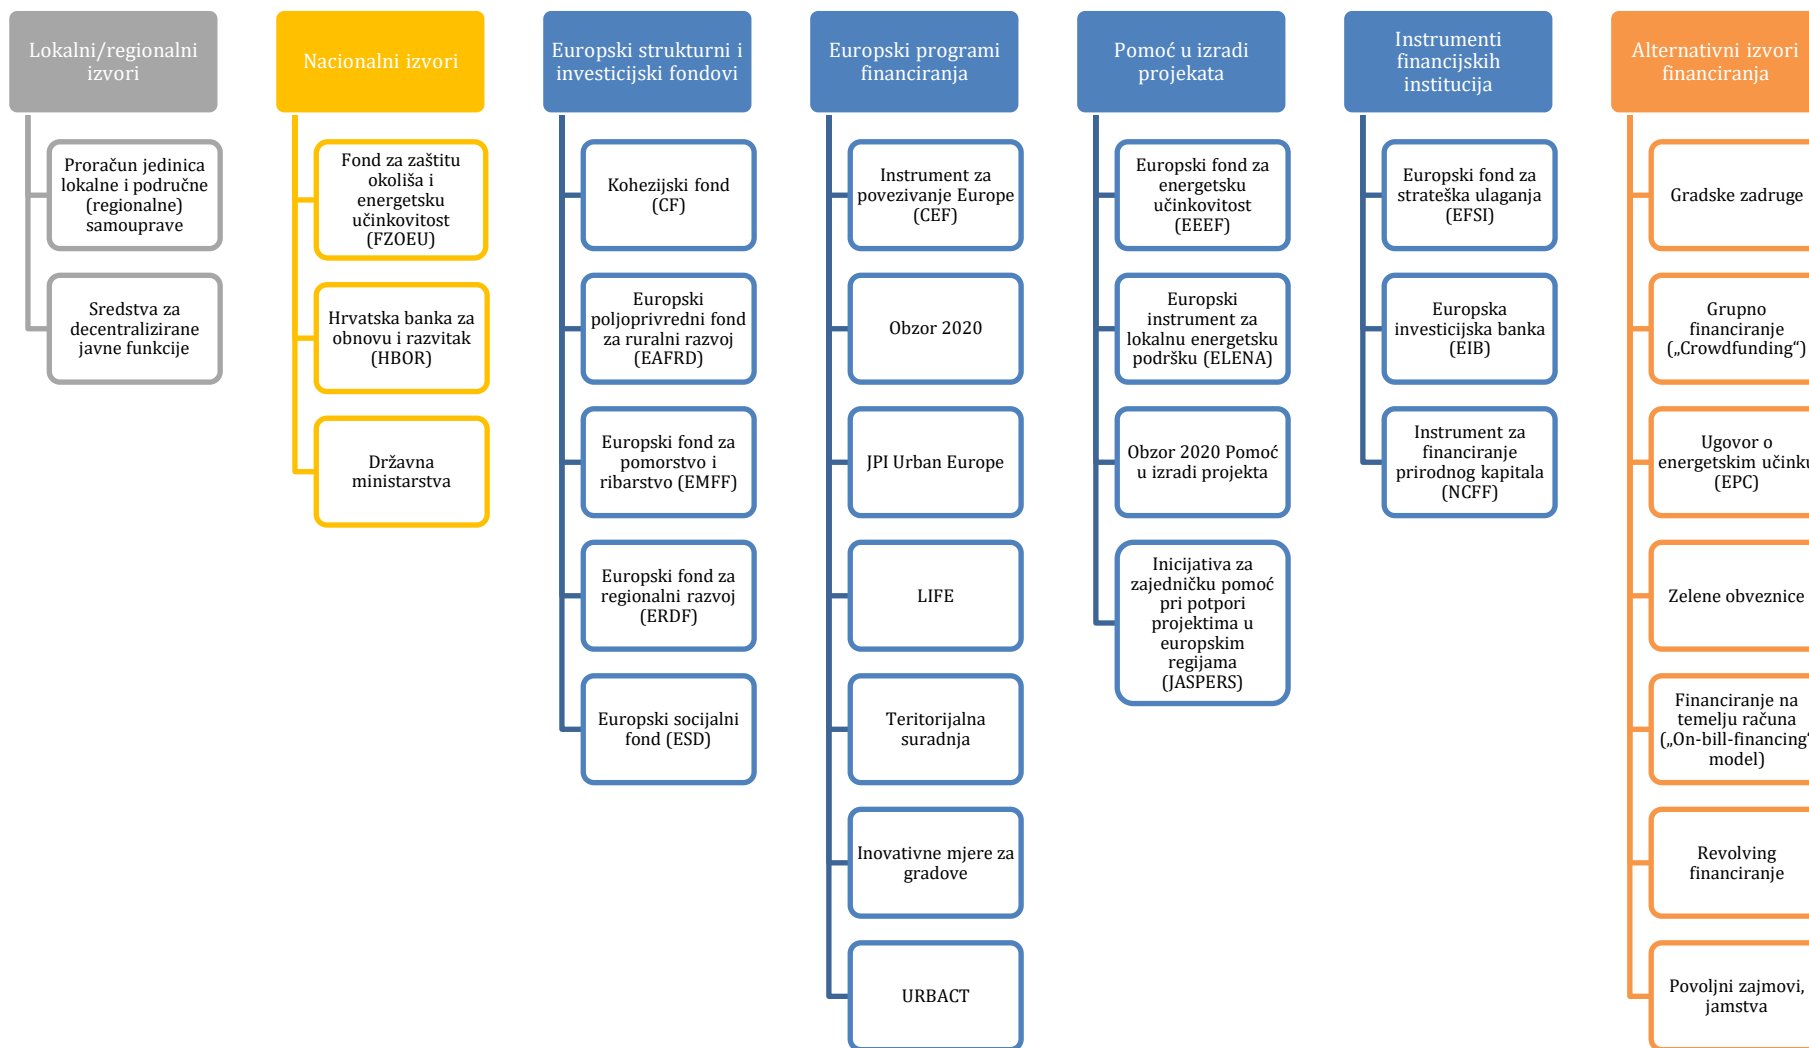 Lokalni/regionalni
izvori
Proračun jedinica
lokalne i područne
(regionalne)
samouprave
Sredstva za
decentralizirane
javne funkcije
Nacionalni izvori
Fond za zaštitu
okoliša i
energetsku
učinkovitost
(FZOEU)
Hrvatska banka za
obnovu i razvitak
(HBOR)
Državna
ministarstva
Europski strukturni i
investicijski fondovi
Kohezijski fond
(CF)
Europski
poljoprivredni fond
za ruralni razvoj
(EAFRD)
Europski fond za
pomorstvo i
ribarstvo (EMFF)
Europski fond za
regionalni razvoj
(ERDF)
Europski socijalni
fond (ESD)
Europski programi
financiranja
Instrument za
povezivanje Europe
(CEF)
Obzor 2020
JPI Urban Europe
LIFE
Teritorijalna
suradnja
Inovativne mjere za
gradove
URBACT
Pomoć u izradi
projekata
Europski fond za
energetsku
učinkovitost
(EEEF)
Europski
instrument za
lokalnu energetsku
podršku (ELENA)
Obzor 2020 Pomoć
u izradi projekta
Inicijativa za
zajedničku pomoć
pri potpori
projektima u
europskim
regijama
(JASPERS)
Instrumenti
financijskih
institucija
Europski fond za
strateška ulaganja
(EFSI)
Europska
investicijska banka
(EIB)
Instrument za
financiranje
prirodnog kapitala
(NCFF)
Alternativni izvori
financiranja
Gradske zadruge
Grupno
financiranje
(„Crowdfunding“)
Ugovor o
energetskim učinku
(EPC)
Zelene obveznice
Financiranje na
temelju računa
(„On-bill-financing“
model)
Revolving
financiranje
Povoljni zajmovi,
jamstva